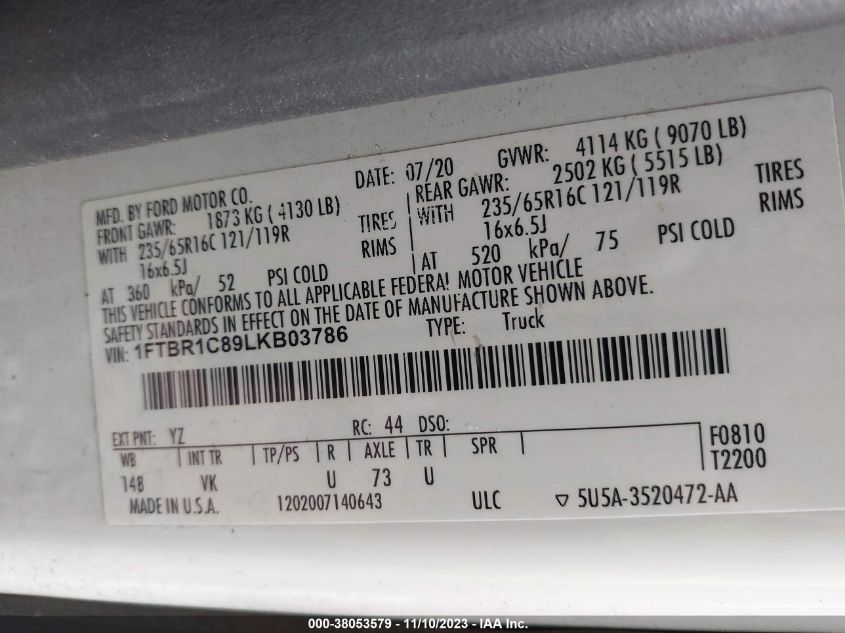 MFD. BY FORD MOTOR CO. DATE: 07/20 GVWR: 4114 KG ( 9070 LB)
FRONT GAWR: 1873 KG ( 4130 LB) REAR GAWR: 2502 KG ( 5515 LB)
WITH 235/65R16C 121/119R TIRES WITH 235/65R16C 121/119R TIRES
16x6.5J RIMS 16x6.5J RIMS
AT 360 kPa/ 52 PSI COLD AT 520 kPa/ 75 PSI COLD
THIS VEHICLE CONFORMS TO ALL APPLICABLE FEDERAL MOTOR VEHICLE
SAFETY STANDARDS IN EFFECT ON THE DATE OF MANUFACTURE SHOWN ABOVE.
VIN: 1FTBR1C89LKB03786 TYPE: Truck
EXT PNT: YZ RC: 44 DSO:
WB INT TR TP/PS R AXLE TR SPR F0810
148 VK U 73 U T2200
MADE IN U.S.A. 1202007140643 ULC ▽ 5U5A-3520472-AA
000-38053579 - 11/10/2023 - IAA Inc.